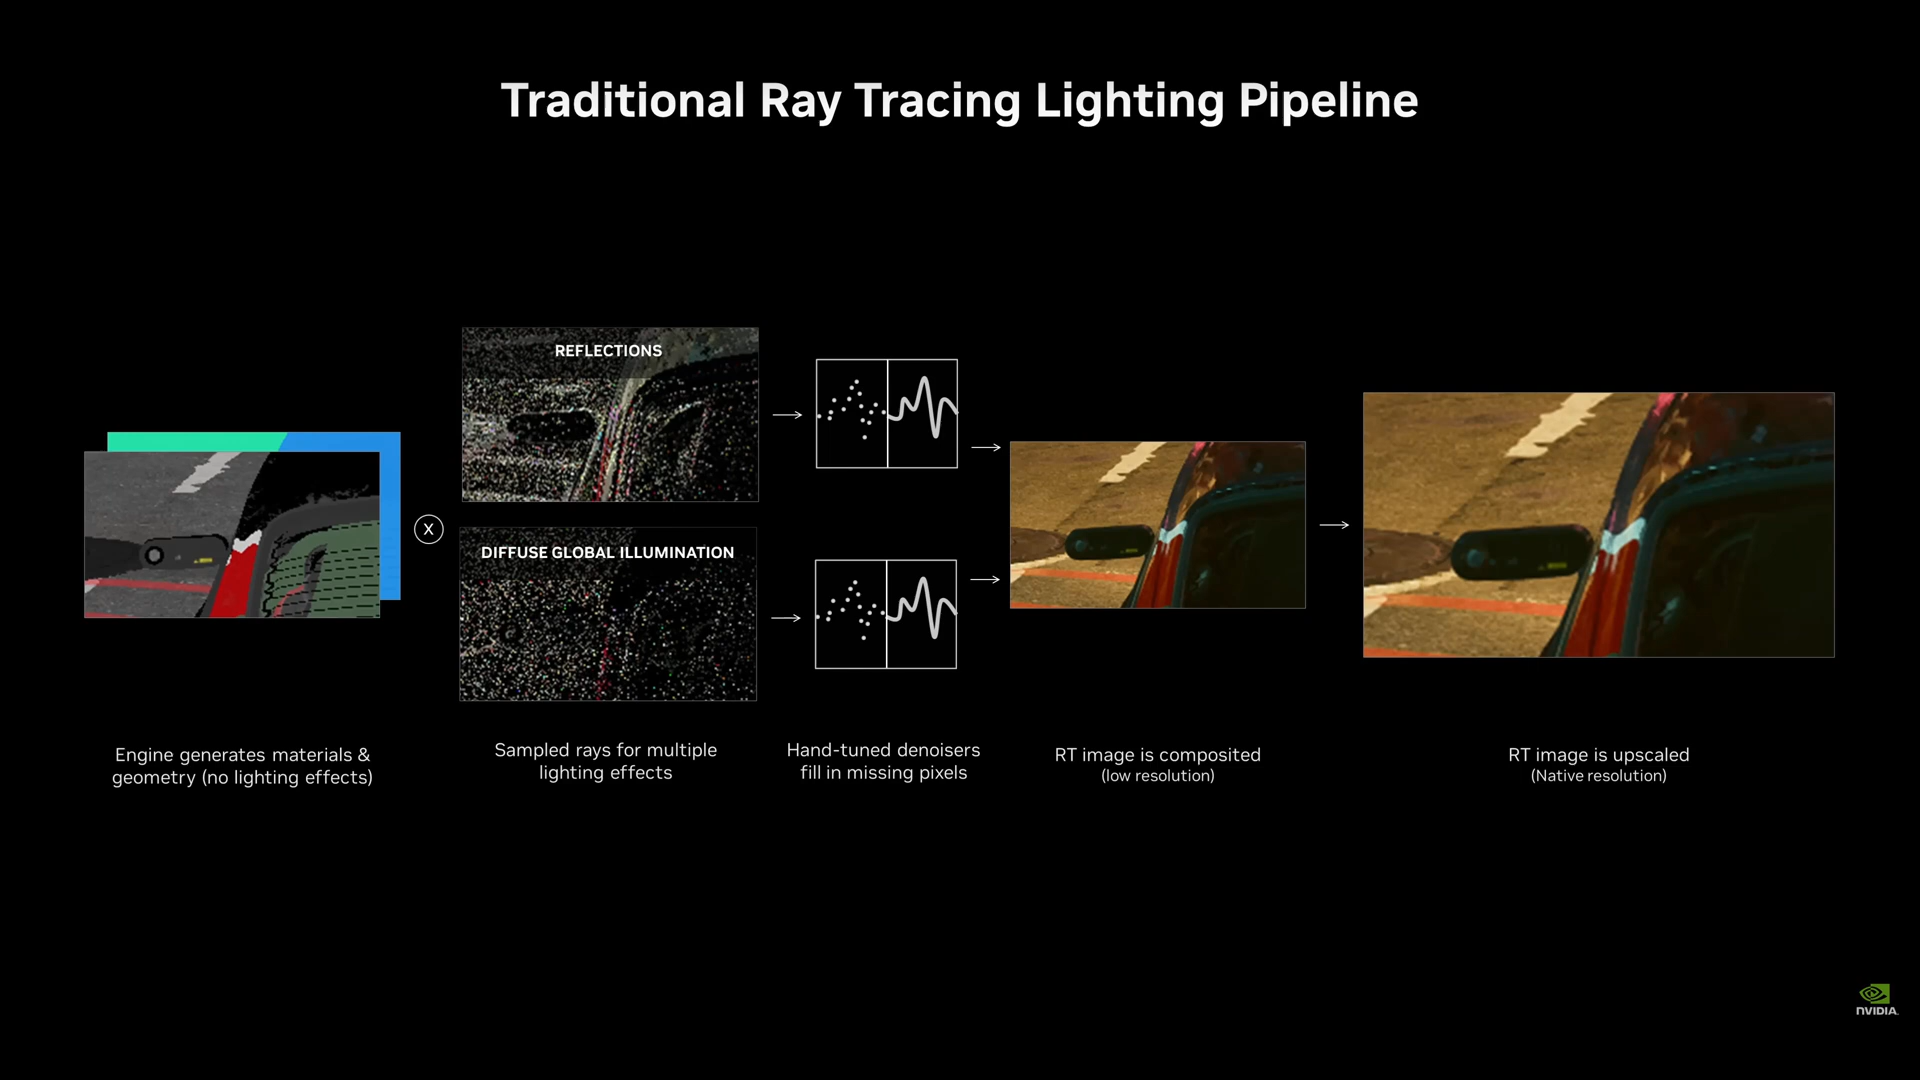 Traditional Ray Tracing Lighting Pipeline
REFLECTIONS
DIFFUSE GLOBAL ILLUMINATION
X
Engine generates materials &
geometry (no lighting effects)
Sampled rays for multiple
lighting effects
Hand-tuned denoisers
fill in missing pixels
RT image is composited
(low resolution)
RT image is upscaled
(Native resolution)
NVIDIA